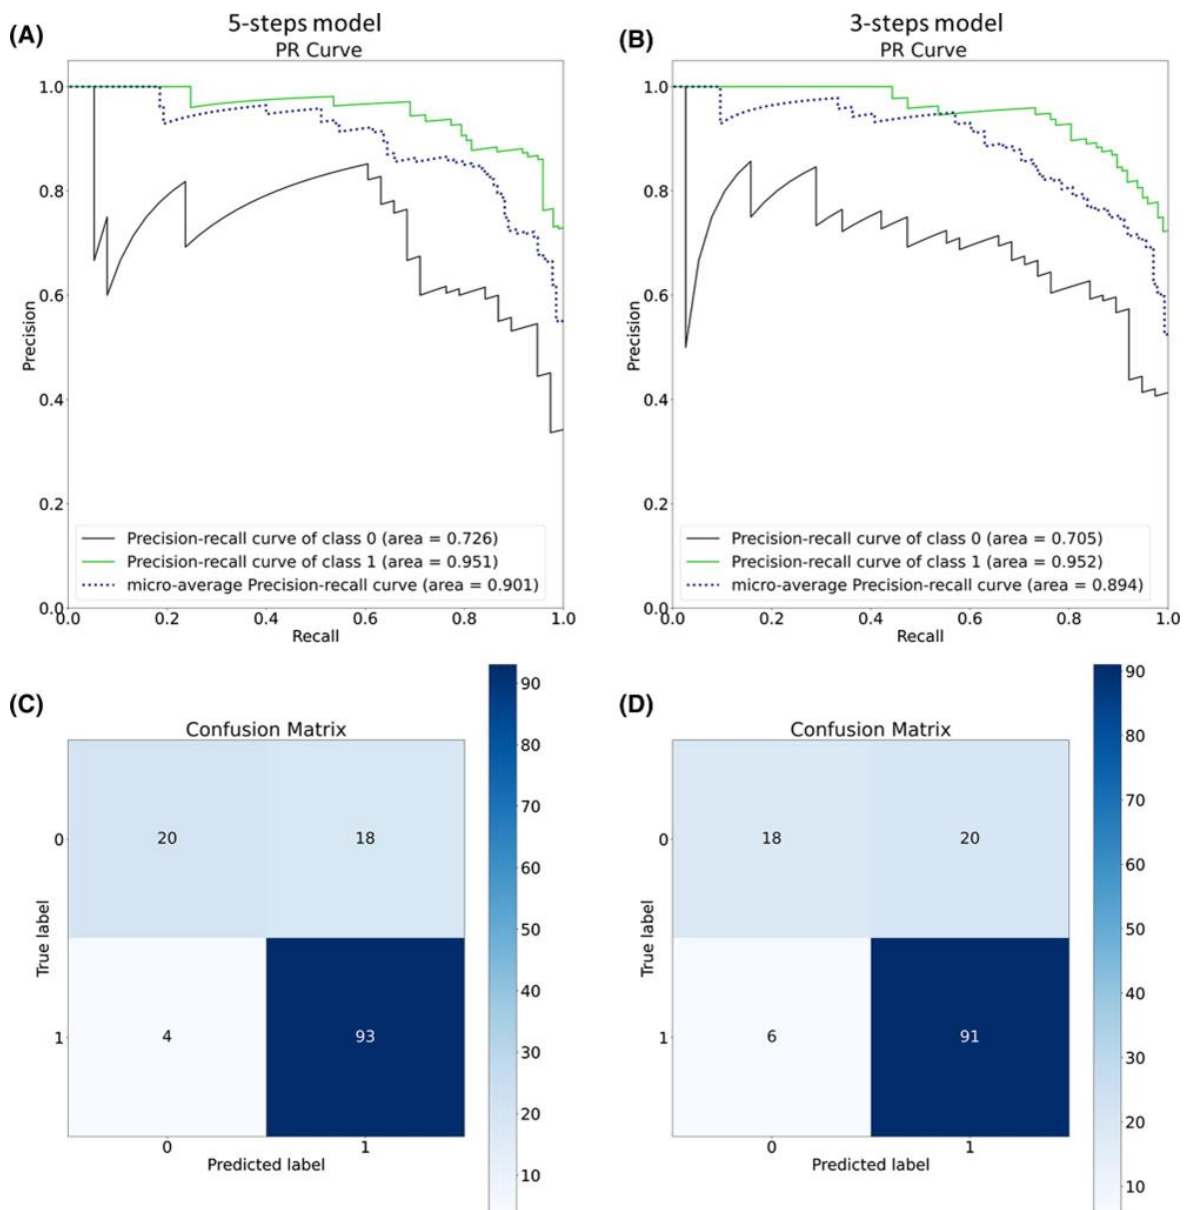 5-steps model
3-steps model
(A)
PR Curve
(B)
PR Curve
1.0
0.8
0.6
0.4
0.2
0.0
Precision
Precision-recall curve of class 0 (area = 0.726)
Precision-recall curve of class 1 (area = 0.951)
micro-average Precision-recall curve (area = 0.901)
0.0 0.2 0.4 0.6 0.8 1.0
Recall
1.0
0.8
0.6
0.4
0.2
0.0
Precision
Precision-recall curve of class 0 (area = 0.705)
Precision-recall curve of class 1 (area = 0.952)
micro-average Precision-recall curve (area = 0.894)
0.0 0.2 0.4 0.6 0.8 1.0
Recall
(C)
Confusion Matrix
0 20 18
True label
1 4 93
0 1
Predicted label
90
80
70
60
50
40
30
20
10
(D)
Confusion Matrix
0 18 20
True label
1 6 91
0 1
Predicted label
90
80
70
60
50
40
30
20
10